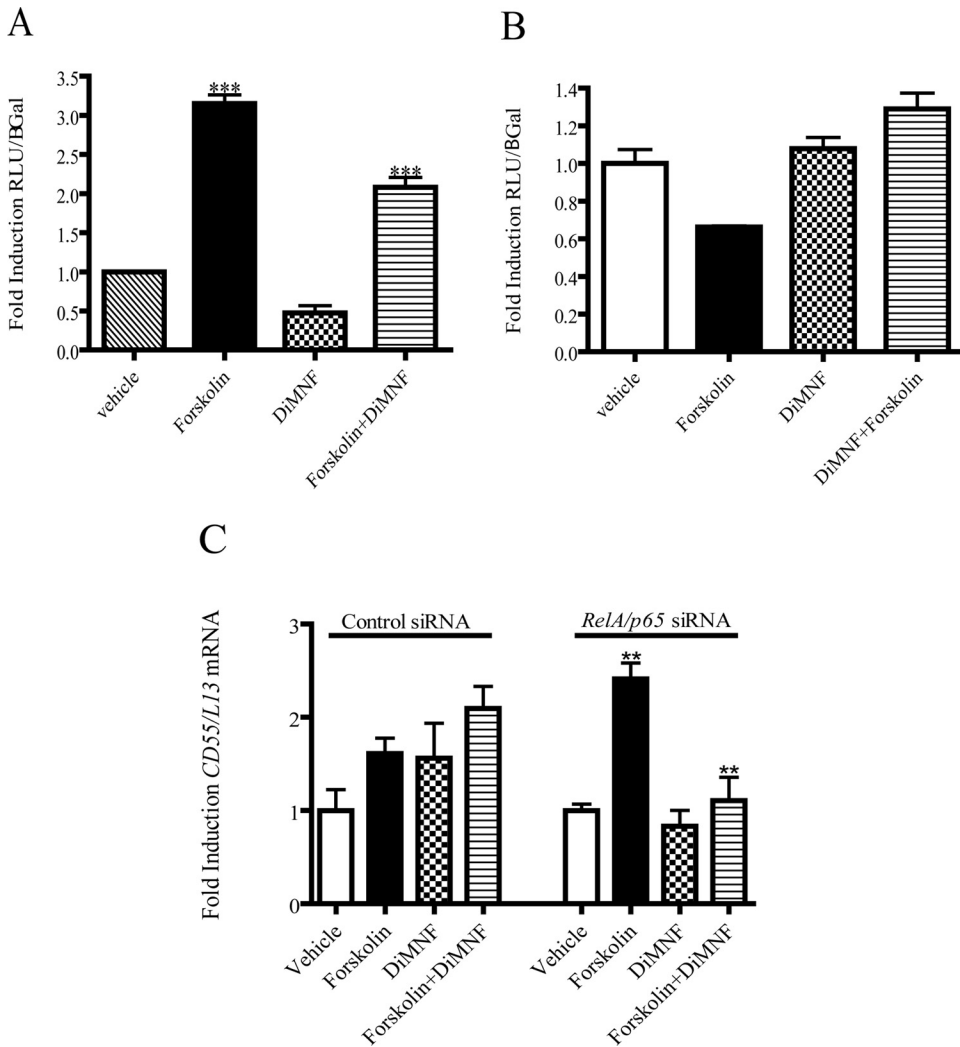 A
Fold Induction RLU/BGal
3.5
3.0
2.5
2.0
1.5
1.0
0.5
0.0
***
***
vehicle
Forskolin
DiMNF
Forskolin+DiMNF
B
Fold Induction RLU/BGal
1.4
1.2
1.0
0.8
0.6
0.4
0.2
0.0
vehicle
Forskolin
DiMNF
DiMNF+Forskolin
C
Fold Induction CD55/L13 mRNA
3
2
1
0
Control siRNA
RelA/p65 siRNA
**
**
Vehicle
Forskolin
DiMNF
Forskolin+DiMNF
Vehicle
Forskolin
DiMNF
Forskolin+DiMNF